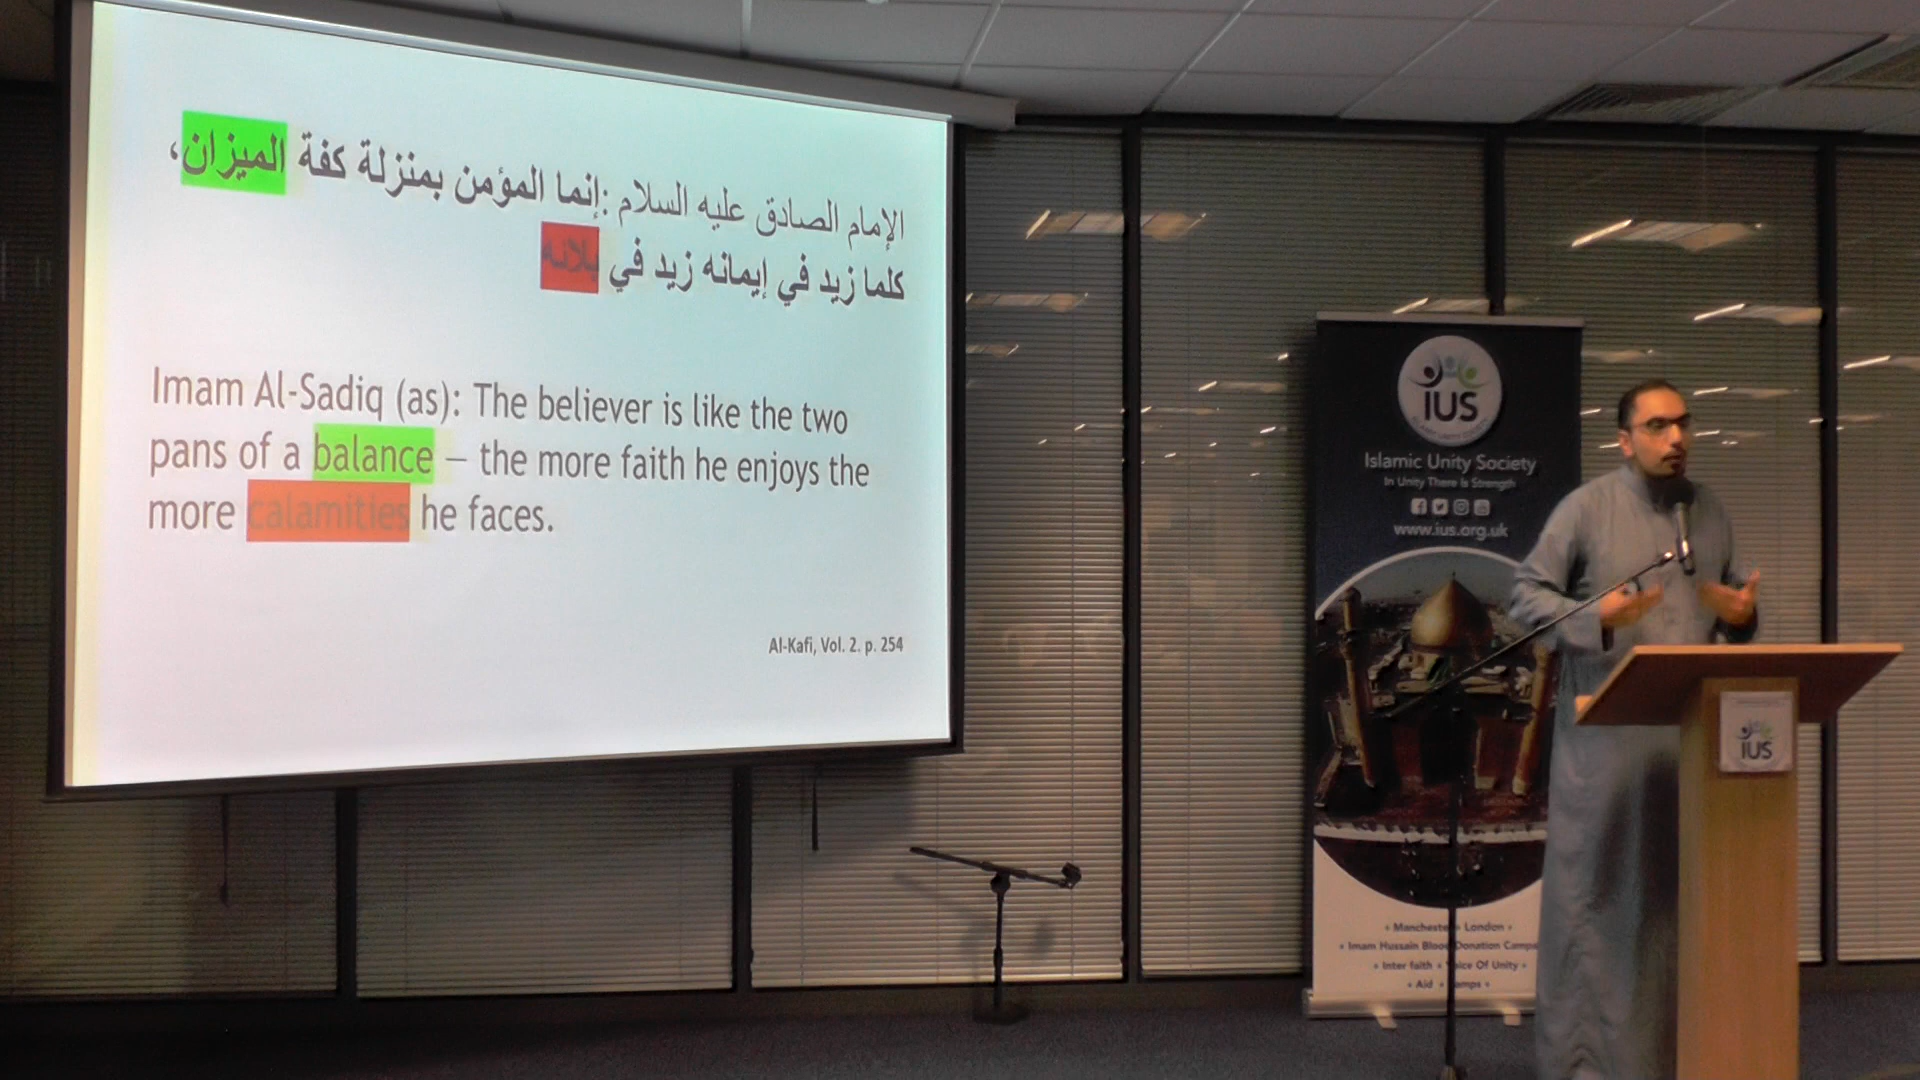 الإمام الصادق عليه السلام :إنما المؤمن بمنزلة كفة الميزان،
كلما زيد في إيمانه زيد في بلائه
Imam Al-Sadiq (as): The believer is like the two
pans of a balance – the more faith he enjoys the
more calamities he faces.
Al-Kafi, Vol. 2. p. 254
IUS
Islamic Unity Society
In Unity There Is Strength
www.ius.org.uk
• Manchester • London •
• Imam Hussain Blood Donation
• Inter faith • Voice Of Unity •
• Aid •
IUS